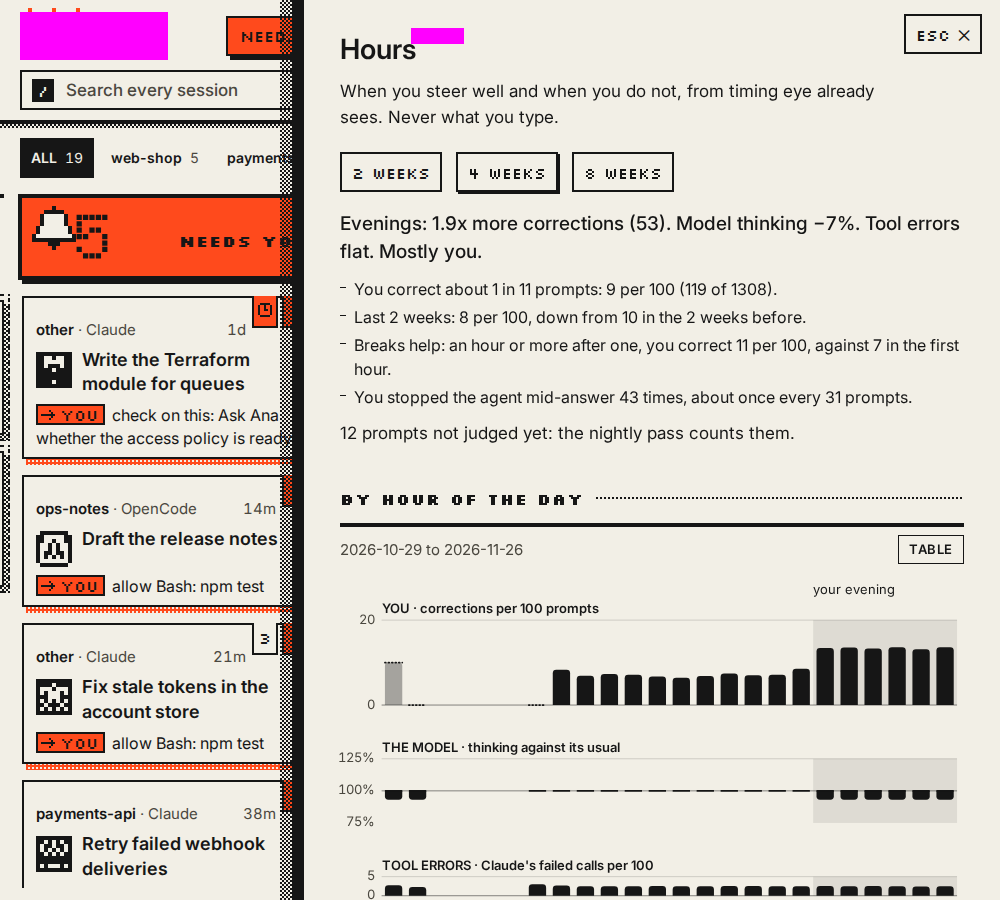 NEED
Search every session
ALL 19
web-shop 5
payment
5
NEEDS YO
other · Claude
1d
Write the Terraform
module for queues
→ YOU check on this: Ask Ana
whether the access policy is ready
ops-notes · OpenCode
14m
Draft the release notes
→ YOU allow Bash: npm test
3
other · Claude
21m
Fix stale tokens in the
account store
→ YOU allow Bash: npm test
payments-api · Claude
38m
Retry failed webhook
deliveries
Hours
ESC ×
When you steer well and when you do not, from timing eye already
sees. Never what you type.
2 WEEKS
4 WEEKS
8 WEEKS
Evenings: 1.9x more corrections (53). Model thinking −7%. Tool errors
flat. Mostly you.
– You correct about 1 in 11 prompts: 9 per 100 (119 of 1308).
– Last 2 weeks: 8 per 100, down from 10 in the 2 weeks before.
– Breaks help: an hour or more after one, you correct 11 per 100, against 7 in the first
hour.
– You stopped the agent mid-answer 43 times, about once every 31 prompts.
12 prompts not judged yet: the nightly pass counts them.
BY HOUR OF THE DAY
2026-10-29 to 2026-11-26
TABLE
your evening
YOU · corrections per 100 prompts
20
0
THE MODEL · thinking against its usual
125%
100%
75%
TOOL ERRORS · Claude's failed calls per 100
5
0